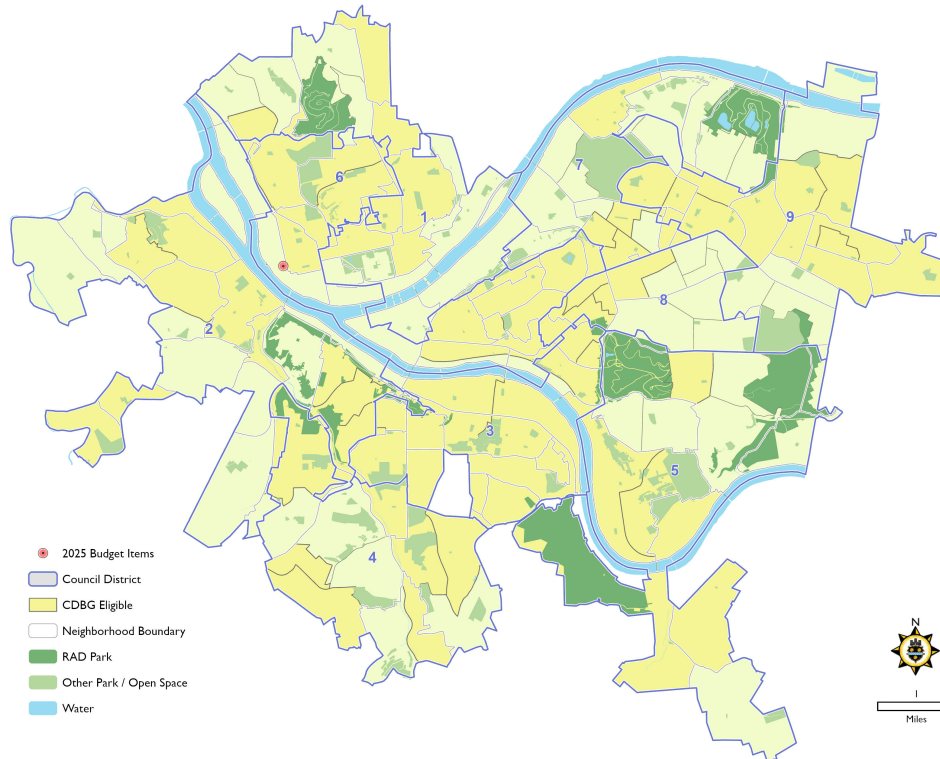 6
7
1
9
8
2
3
5
4
2025 Budget Items
Council District
CDBG Eligible
Neighborhood Boundary
RAD Park
Other Park / Open Space
Water
N
1
Miles